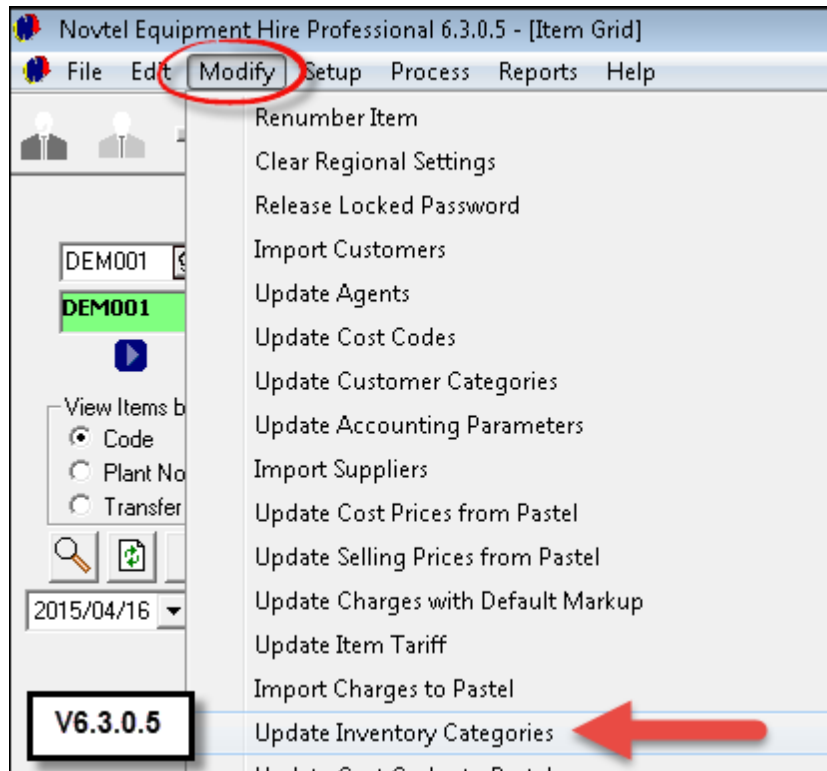 Novtel Equipment Hire Professional 6.3.0.5 - [Item Grid]
File Edit Modify Setup Process Reports Help
Renumber Item
Clear Regional Settings
Release Locked Password
Import Customers
DEM001
Update Agents
DEM001
Update Cost Codes
Update Customer Categories
View Items b
Update Accounting Parameters
Code
Import Suppliers
Plant No
Transfer
Update Cost Prices from Pastel
Update Selling Prices from Pastel
2015/04/16
Update Charges with Default Markup
Update Item Tariff
Import Charges to Pastel
V6.3.0.5
Update Inventory Categories